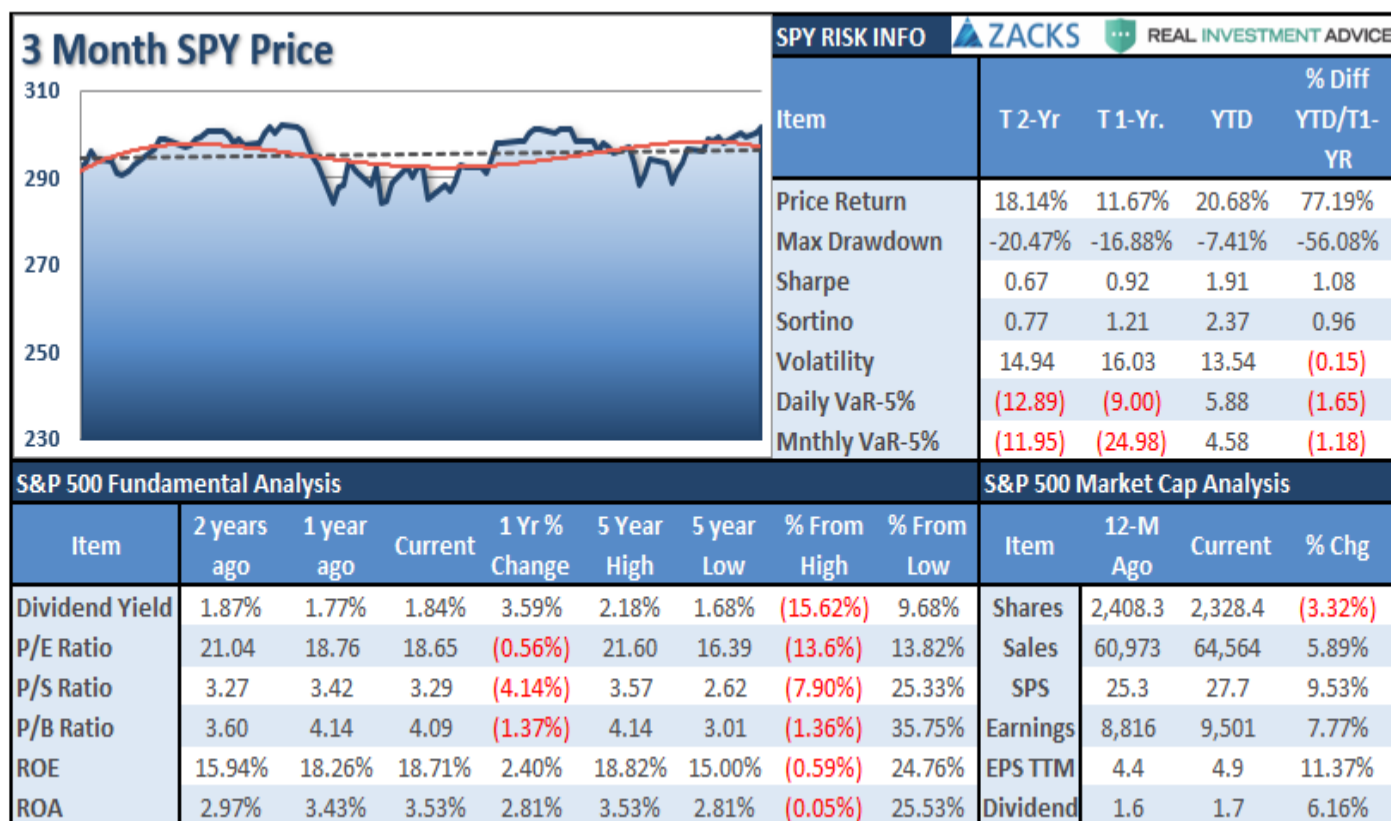 3 Month SPY Price
310
290
270
250
230
SPY RISK INFO ZACKS REAL INVESTMENT ADVICE
Item T 2-Yr T 1-Yr. YTD % Diff YTD/T1-YR
Price Return 18.14% 11.67% 20.68% 77.19%
Max Drawdown -20.47% -16.88% -7.41% -56.08%
Sharpe 0.67 0.92 1.91 1.08
Sortino 0.77 1.21 2.37 0.96
Volatility 14.94 16.03 13.54 (0.15)
Daily VaR-5% (12.89) (9.00) 5.88 (1.65)
Mnthly VaR-5% (11.95) (24.98) 4.58 (1.18)
S&P 500 Fundamental Analysis
Item 2 years ago 1 year ago Current 1 Yr % Change 5 Year High 5 year Low % From High % From Low
Dividend Yield 1.87% 1.77% 1.84% 3.59% 2.18% 1.68% (15.62%) 9.68%
P/E Ratio 21.04 18.76 18.65 (0.56%) 21.60 16.39 (13.6%) 13.82%
P/S Ratio 3.27 3.42 3.29 (4.14%) 3.57 2.62 (7.90%) 25.33%
P/B Ratio 3.60 4.14 4.09 (1.37%) 4.14 3.01 (1.36%) 35.75%
ROE 15.94% 18.26% 18.71% 2.40% 18.82% 15.00% (0.59%) 24.76%
ROA 2.97% 3.43% 3.53% 2.81% 3.53% 2.81% (0.05%) 25.53%
S&P 500 Market Cap Analysis
Item 12-M Ago Current % Chg
Shares 2,408.3 2,328.4 (3.32%)
Sales 60,973 64,564 5.89%
SPS 25.3 27.7 9.53%
Earnings 8,816 9,501 7.77%
EPS TTM 4.4 4.9 11.37%
Dividend 1.6 1.7 6.16%